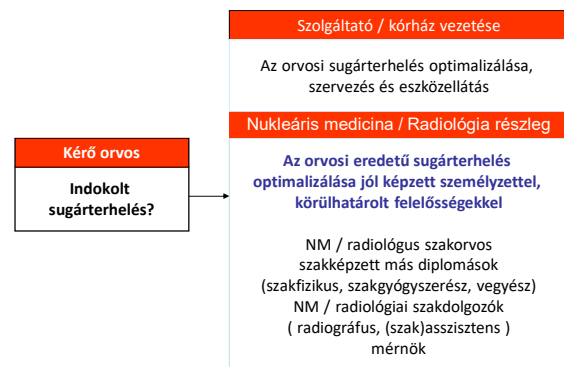 Szolgáltató / kórház vezetése
Az orvosi sugárterhelés optimalizálása,
szervezés és eszközellátás
Nukleáris medicina / Radiológia részleg
Kérő orvos
Indokolt
sugárterhelés?
Az orvosi eredetű sugárterhelés
optimalizálása jól képzett személyzettel,
körülhatárolt felelősségekkel
NM / radiológus szakorvos
szakképzett más diplomások
(szakfizikus, szakgyógyszerész, vegyész)
NM / radiológiai szakdolgozók
( radiográfus, (szak)asszisztens )
mérnök